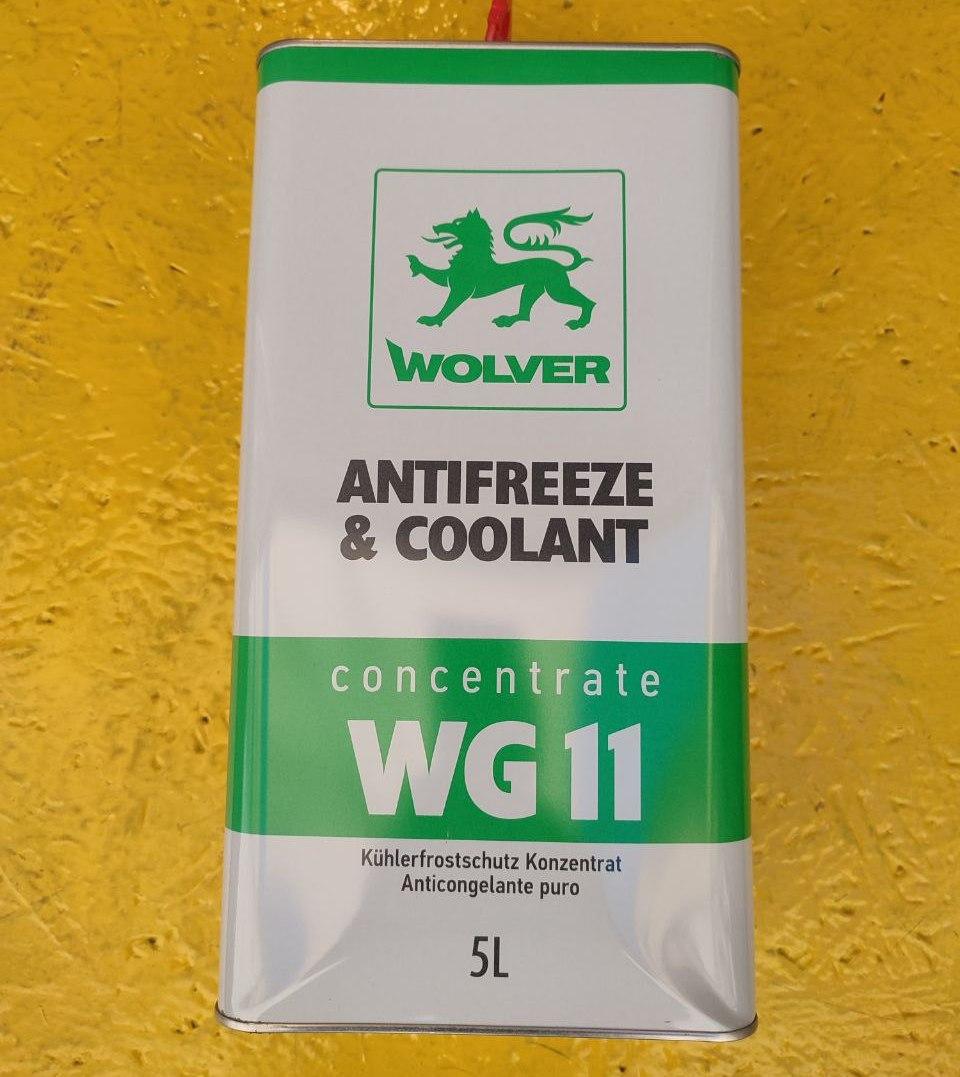 WOLVER
ANTIFREEZE
& COOLANT
concentrate
WG 11
Kühlerfrostschutz Konzentrat
Anticongelante puro
5L